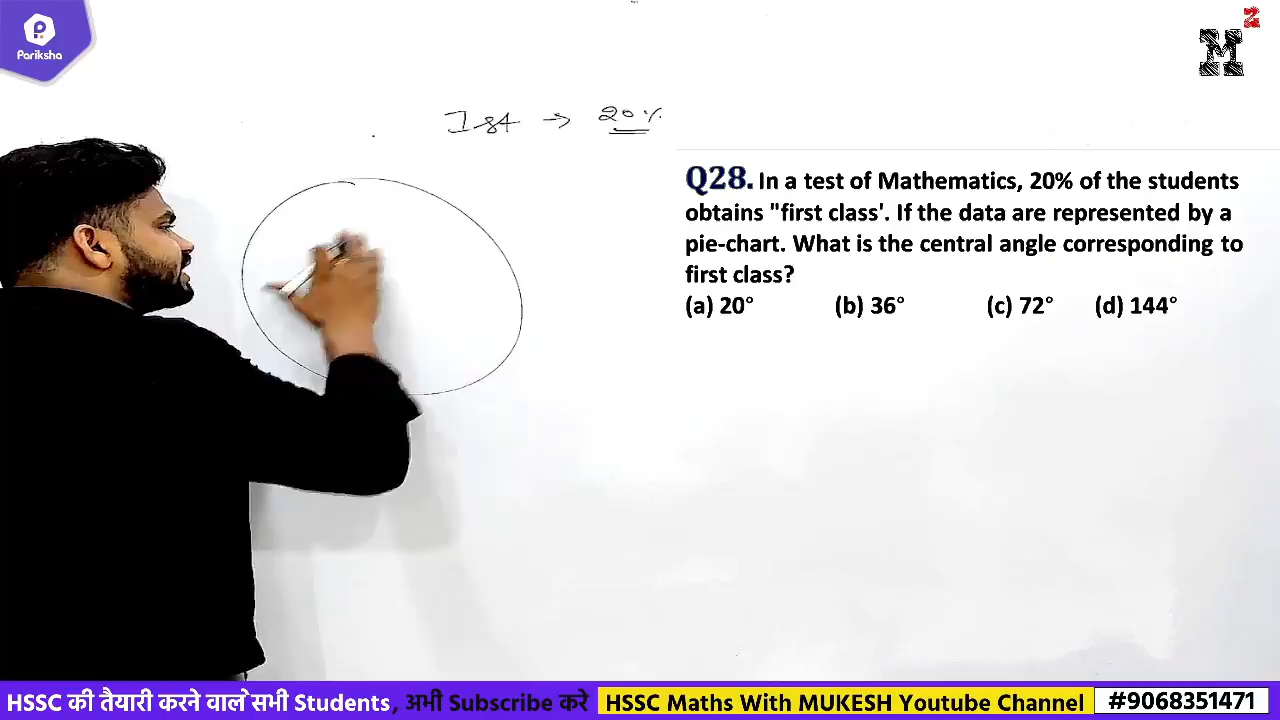 Pariksha
M2
Ist → 20%
Q28. In a test of Mathematics, 20% of the students
obtains "first class'. If the data are represented by a
pie-chart. What is the central angle corresponding to
first class?
(a) 20° (b) 36° (c) 72° (d) 144°
HSSC की तैयारी करने वाले सभी Students, अभी Subscribe करे HSSC Maths With MUKESH Youtube Channel #9068351471